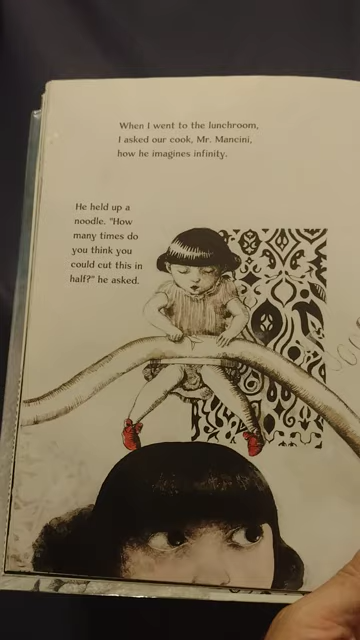 When I went to the lunchroom,
I asked our cook, Mr. Mancini,
how he imagines infinity.
He held up a
noodle. "How
many times do
you think you
could cut this in
half?" he asked.